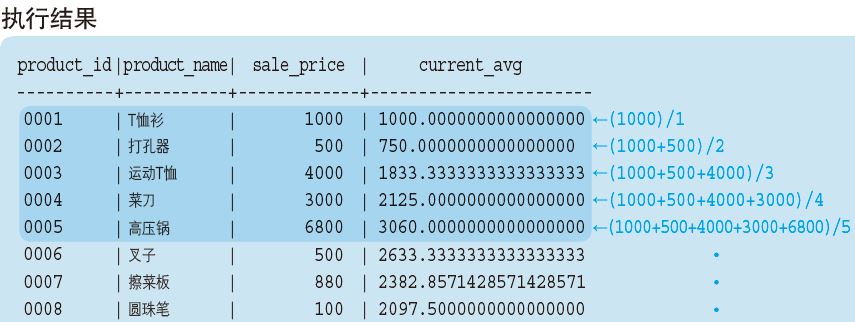 执行结果
product_id|product_name| sale_price | current_avg
----------+-----------+-------------+-----------------------
0001 | T恤衫 | 1000 | 1000.0000000000000000 ←(1000)/1
0002 | 打孔器 | 500 | 750.0000000000000000 ←(1000+500)/2
0003 | 运动T恤 | 4000 | 1833.3333333333333333 ←(1000+500+4000)/3
0004 | 菜刀 | 3000 | 2125.0000000000000000 ←(1000+500+4000+3000)/4
0005 | 高压锅 | 6800 | 3060.0000000000000000 ←(1000+500+4000+3000+6800)/5
0006 | 叉子 | 500 | 2633.3333333333333333 •
0007 | 擦菜板 | 880 | 2382.8571428571428571 •
0008 | 圆珠笔 | 100 | 2097.5000000000000000 •